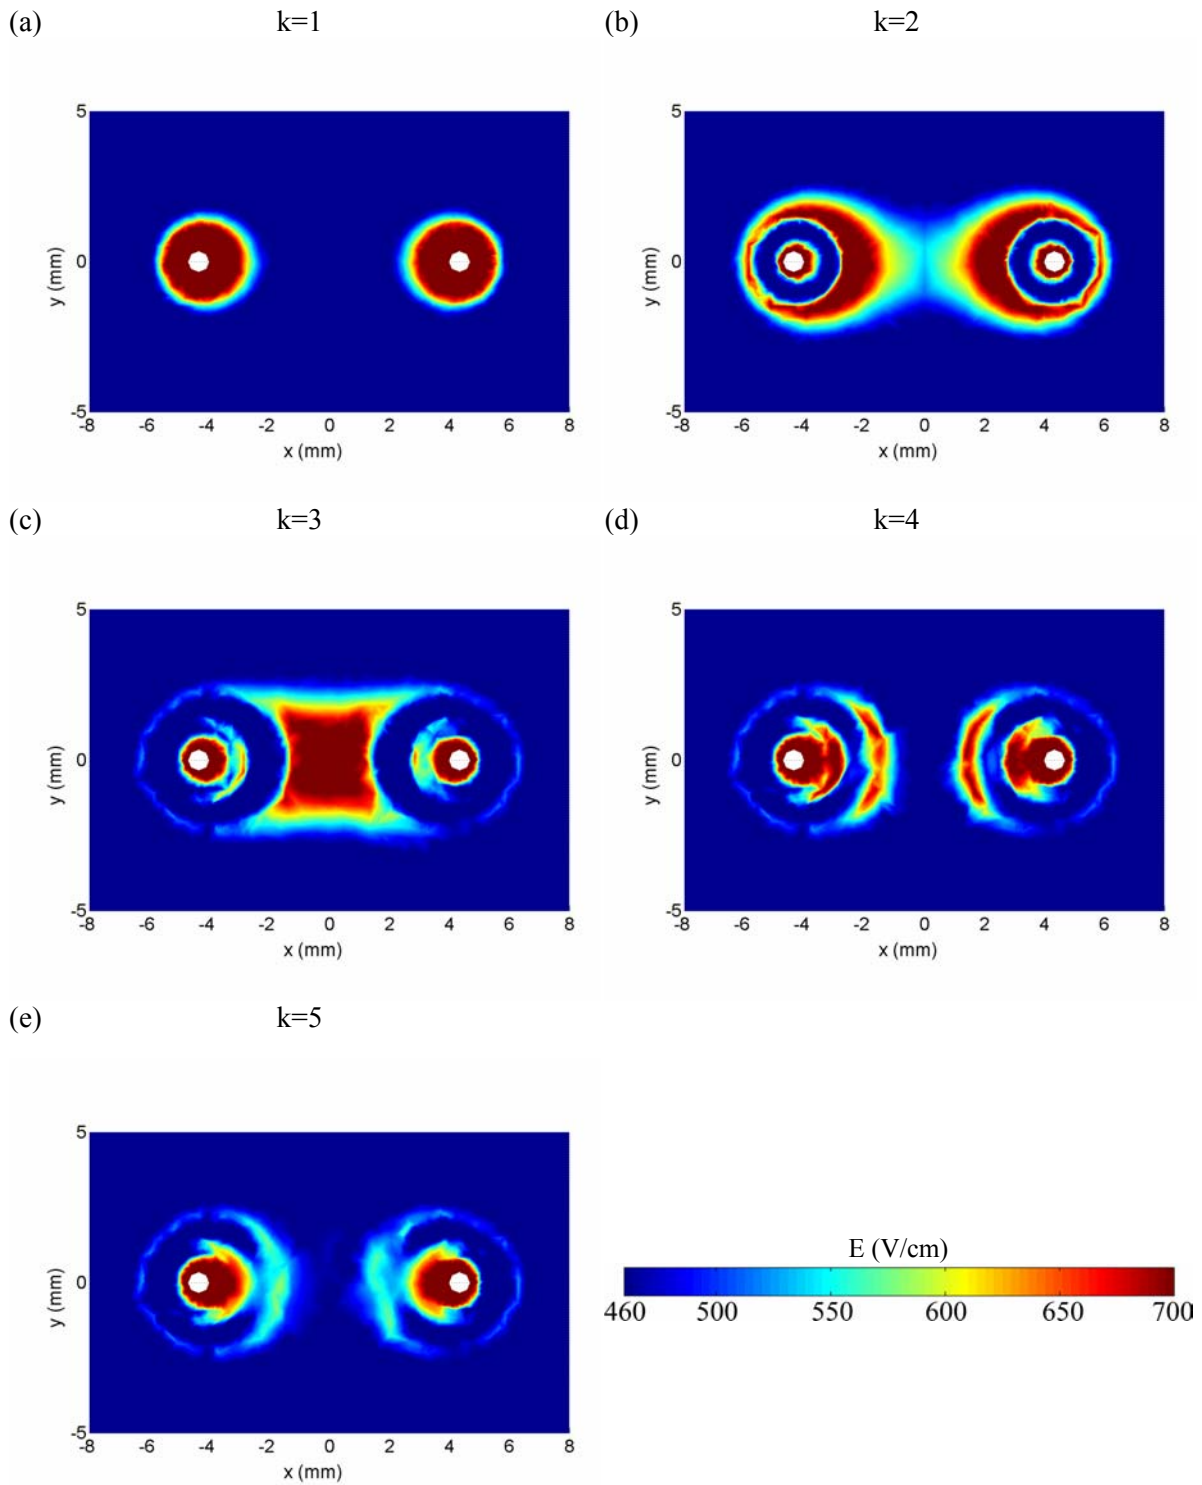 (a) k=1 (b) k=2
5 5
y (mm) y (mm)
0 0
-5 -5
-8 -6 -4 -2 0 2 4 6 8 -8 -6 -4 -2 0 2 4 6 8
x (mm) x (mm)
(c) k=3 (d) k=4
5 5
y (mm) y (mm)
0 0
-5 -5
-8 -6 -4 -2 0 2 4 6 8 -8 -6 -4 -2 0 2 4 6 8
x (mm) x (mm)
(e) k=5
5
y (mm)
0
-5
-8 -6 -4 -2 0 2 4 6 8
x (mm)
E (V/cm)
460 500 550 600 650 700